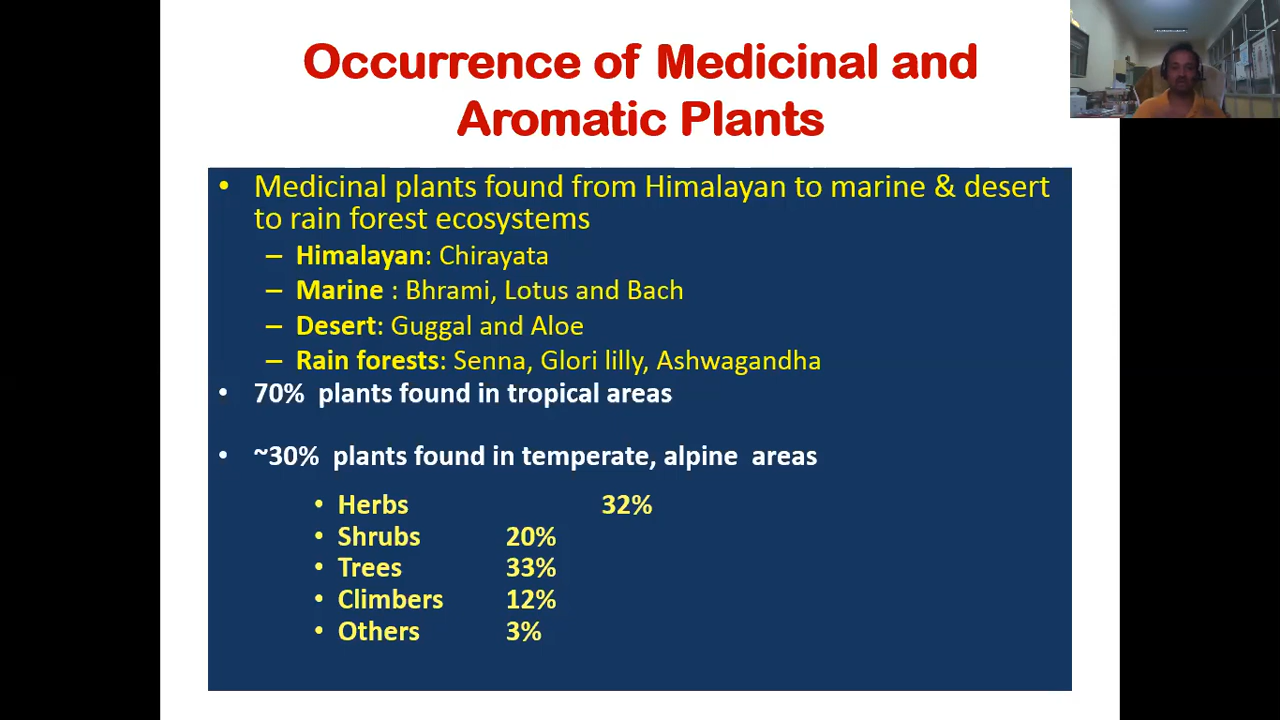 Occurrence of Medicinal and
Aromatic Plants
• Medicinal plants found from Himalayan to marine & desert
to rain forest ecosystems
– Himalayan: Chirayata
– Marine : Bhrami, Lotus and Bach
– Desert: Guggal and Aloe
– Rain forests: Senna, Glori lilly, Ashwagandha
• 70% plants found in tropical areas
• ~30% plants found in temperate, alpine areas
• Herbs 32%
• Shrubs 20%
• Trees 33%
• Climbers 12%
• Others 3%